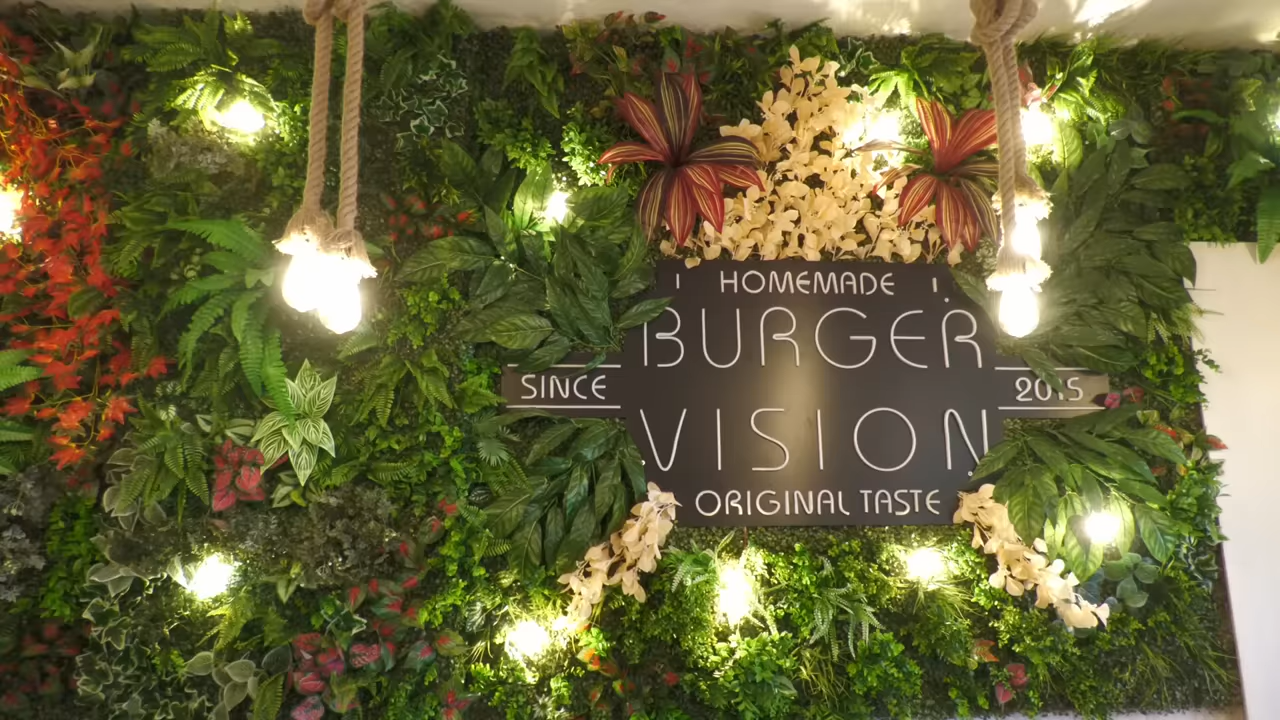 HOMEMADE
BURGER
SINCE 2015
VISION
ORIGINAL TASTE